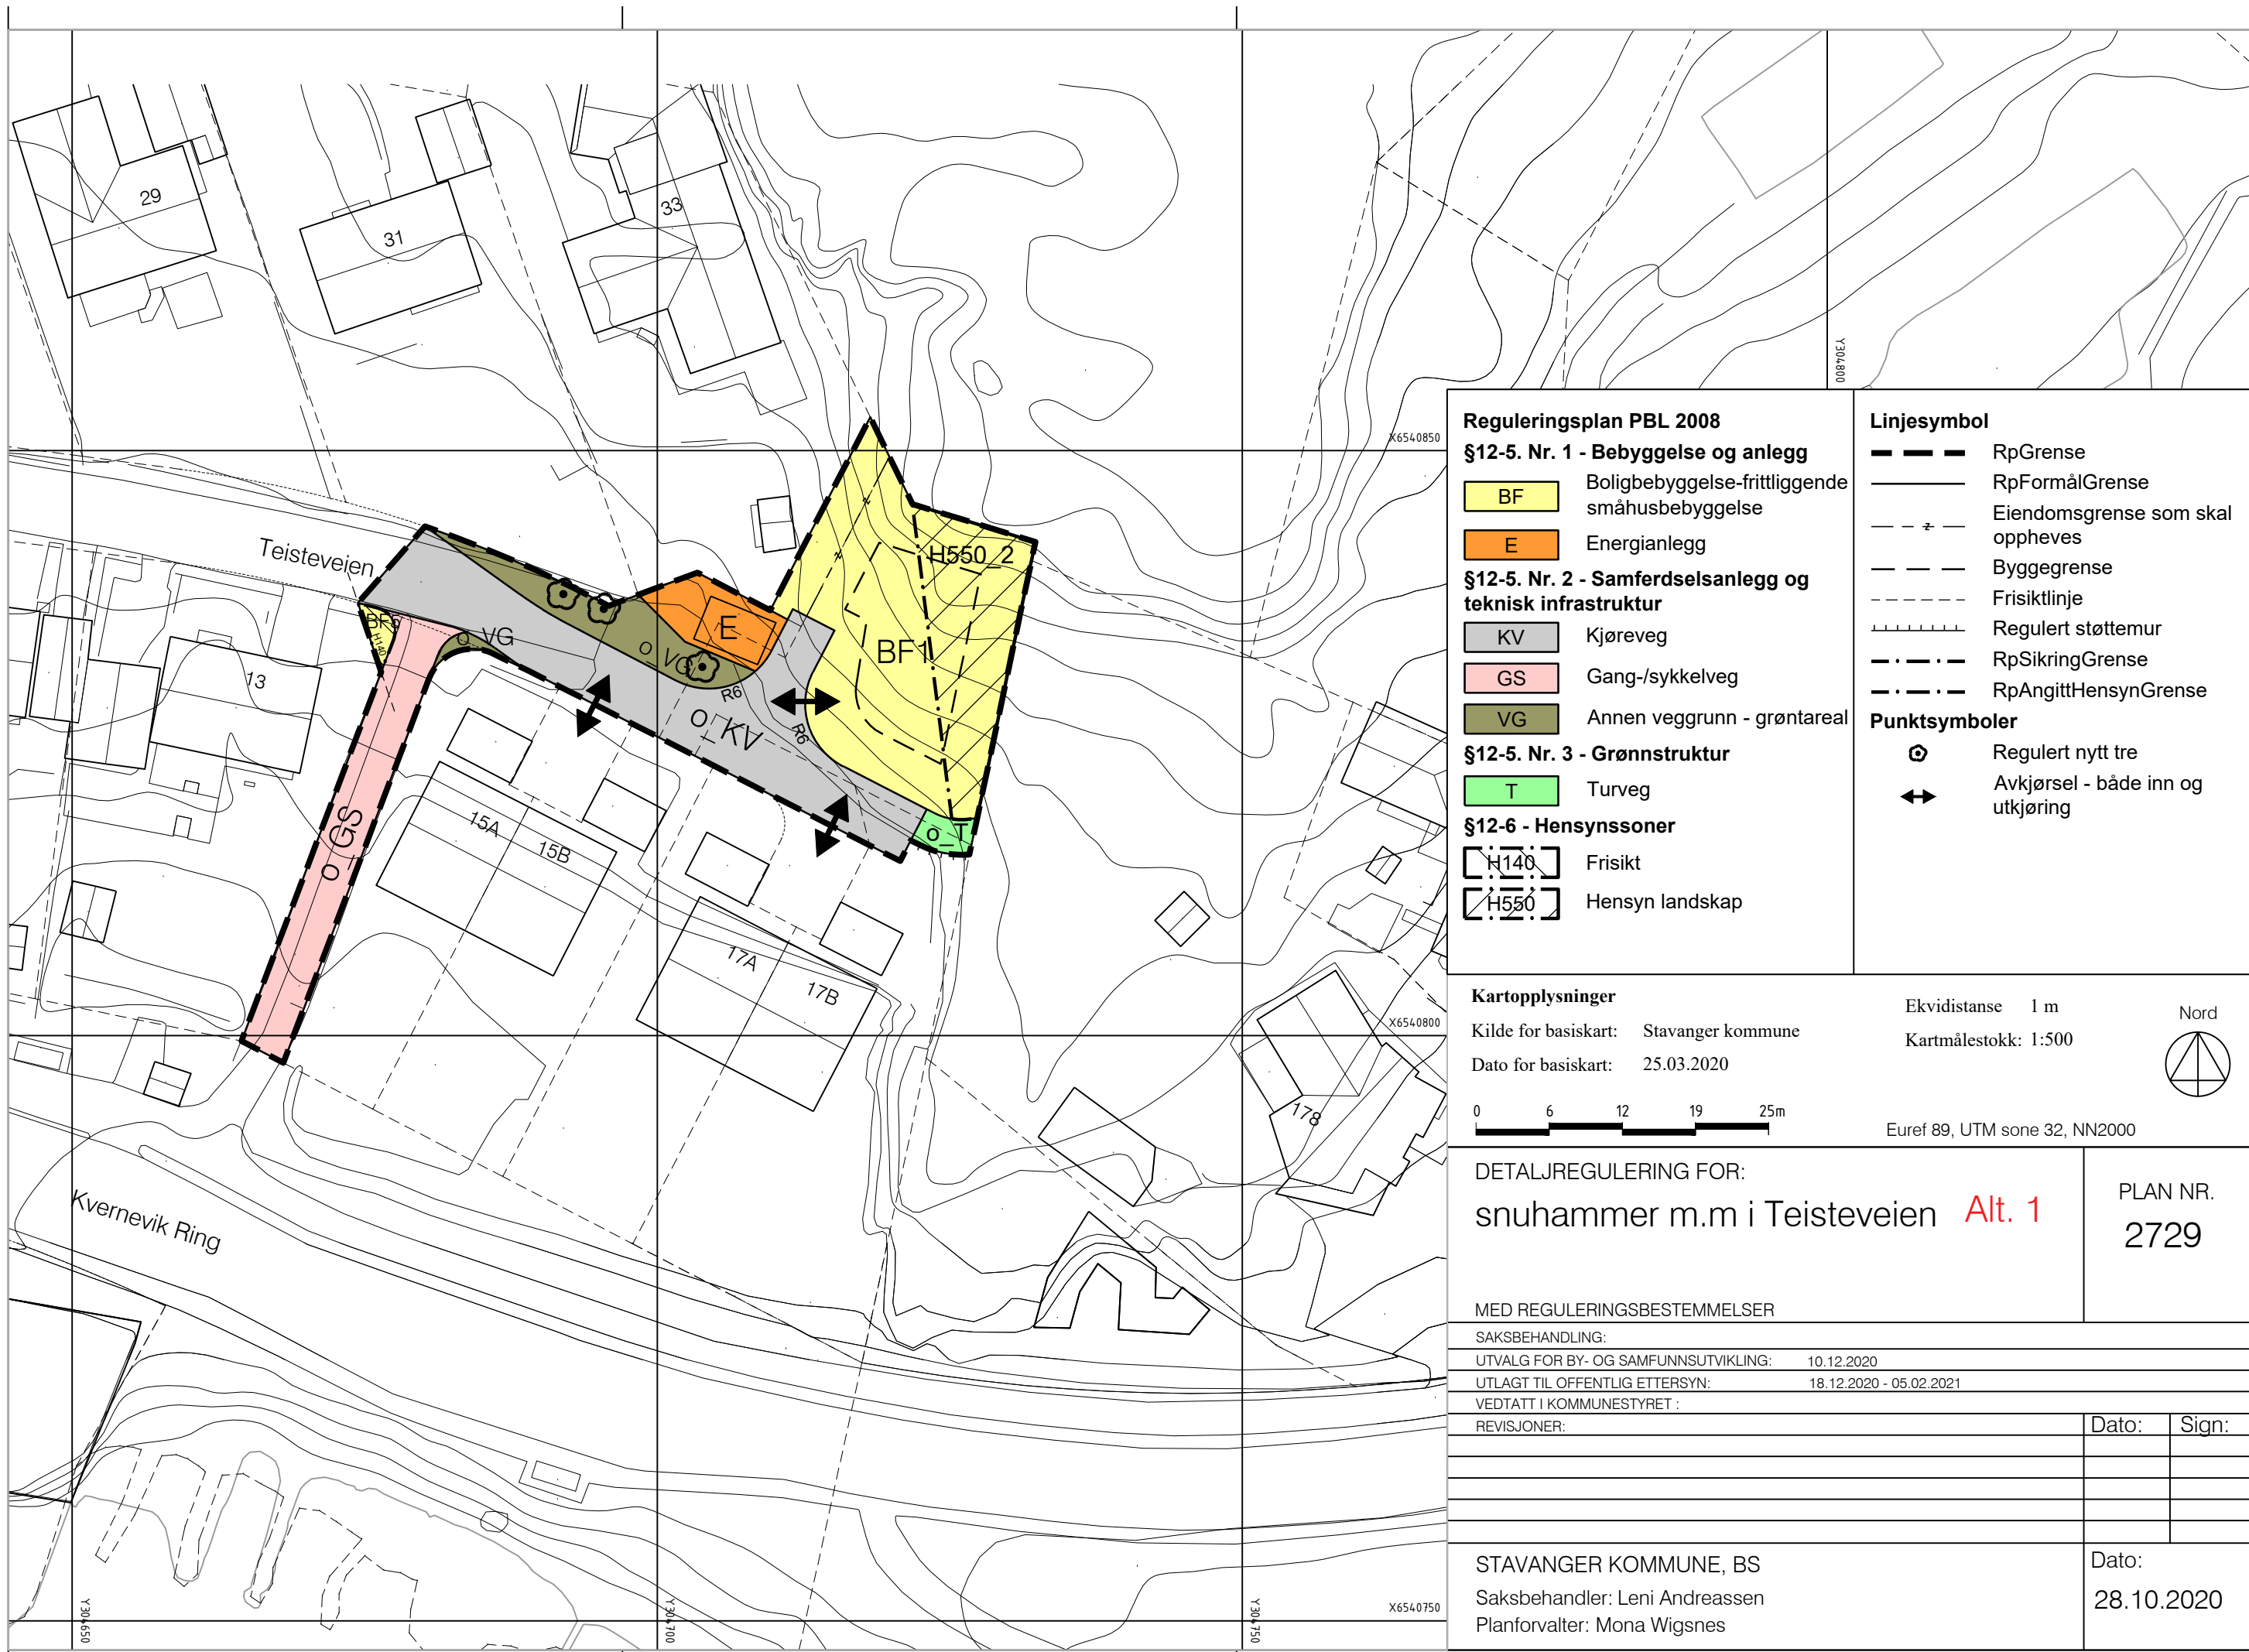 29
31
33
Y304800
X6540850
Teisteveien
BF2
H140
o_VG
13
E
o_VG
R6
R6
H550_2
BF1
o_KV
o_T
o_GS
15A
15B
17A
17B
X6540800
178
Kvernevik Ring
Y304650
Y304700
Y304750
X6540750
Reguleringsplan PBL 2008
§12-5. Nr. 1 - Bebyggelse og anlegg
BF Boligbebyggelse-frittliggende
småhusbebyggelse
E Energianlegg
§12-5. Nr. 2 - Samferdselsanlegg og
teknisk infrastruktur
KV Kjøreveg
GS Gang-/sykkelveg
VG Annen veggrunn - grøntareal
§12-5. Nr. 3 - Grønnstruktur
T Turveg
§12-6 - Hensynssoner
H140 Frisikt
H550 Hensyn landskap
Linjesymbol
RpGrense
RpFormålGrense
Eiendomsgrense som skal
oppheves
Byggegrense
Frisiktlinje
Regulert støttemur
RpSikringGrense
RpAngittHensynGrense
Punktsymboler
Regulert nytt tre
Avkjørsel - både inn og
utkjøring
Kartopplysninger
Kilde for basiskart: Stavanger kommune
Dato for basiskart: 25.03.2020
Ekvidistanse 1 m
Kartmålestokk: 1:500
Nord
0 6 12 19 25m
Euref 89, UTM sone 32, NN2000
DETALJREGULERING FOR:
snuhammer m.m i Teisteveien Alt. 1
PLAN NR.
2729
MED REGULERINGSBESTEMMELSER
SAKSBEHANDLING:
UTVALG FOR BY- OG SAMFUNNSUTVIKLING: 10.12.2020
UTLAGT TIL OFFENTLIG ETTERSYN: 18.12.2020 - 05.02.2021
VEDTATT I KOMMUNESTYRET :
REVISJONER: Dato: Sign:
STAVANGER KOMMUNE, BS
Saksbehandler: Leni Andreassen
Planforvalter: Mona Wigsnes
Dato:
28.10.2020